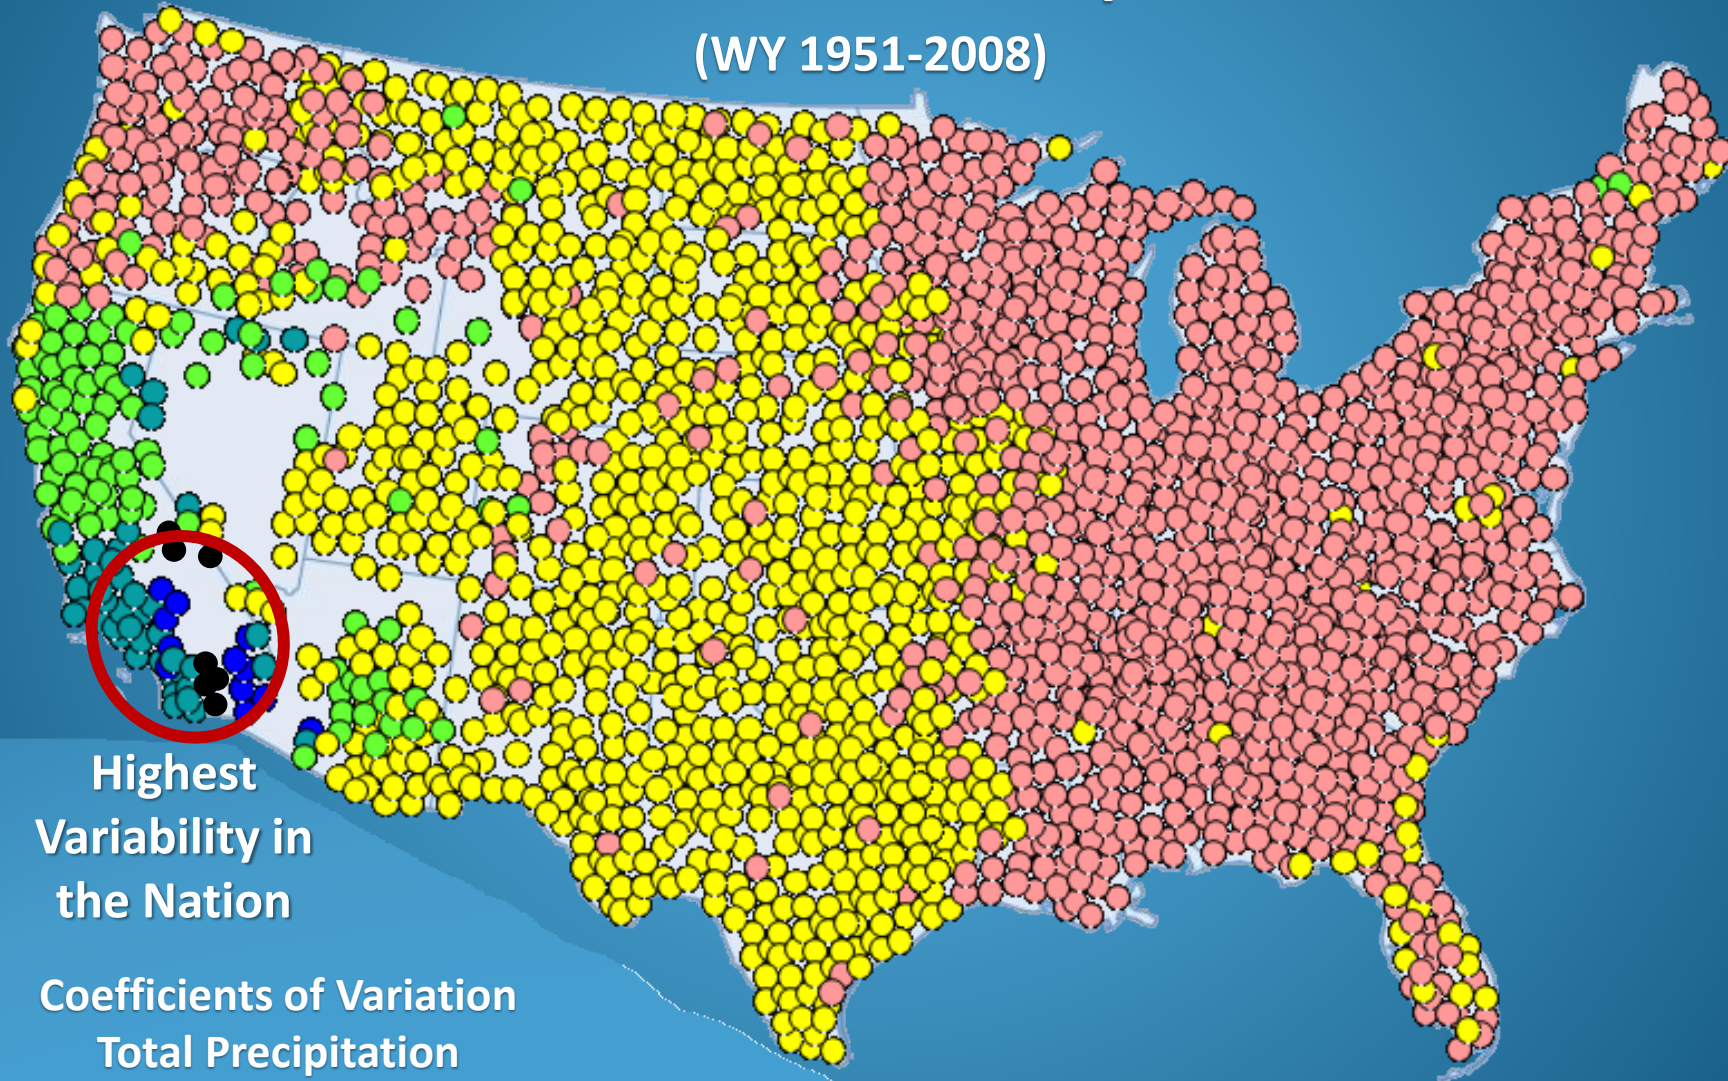 (WY 1951-2008)
Highest
Variability in
the Nation
Coefficients of Variation
Total Precipitation